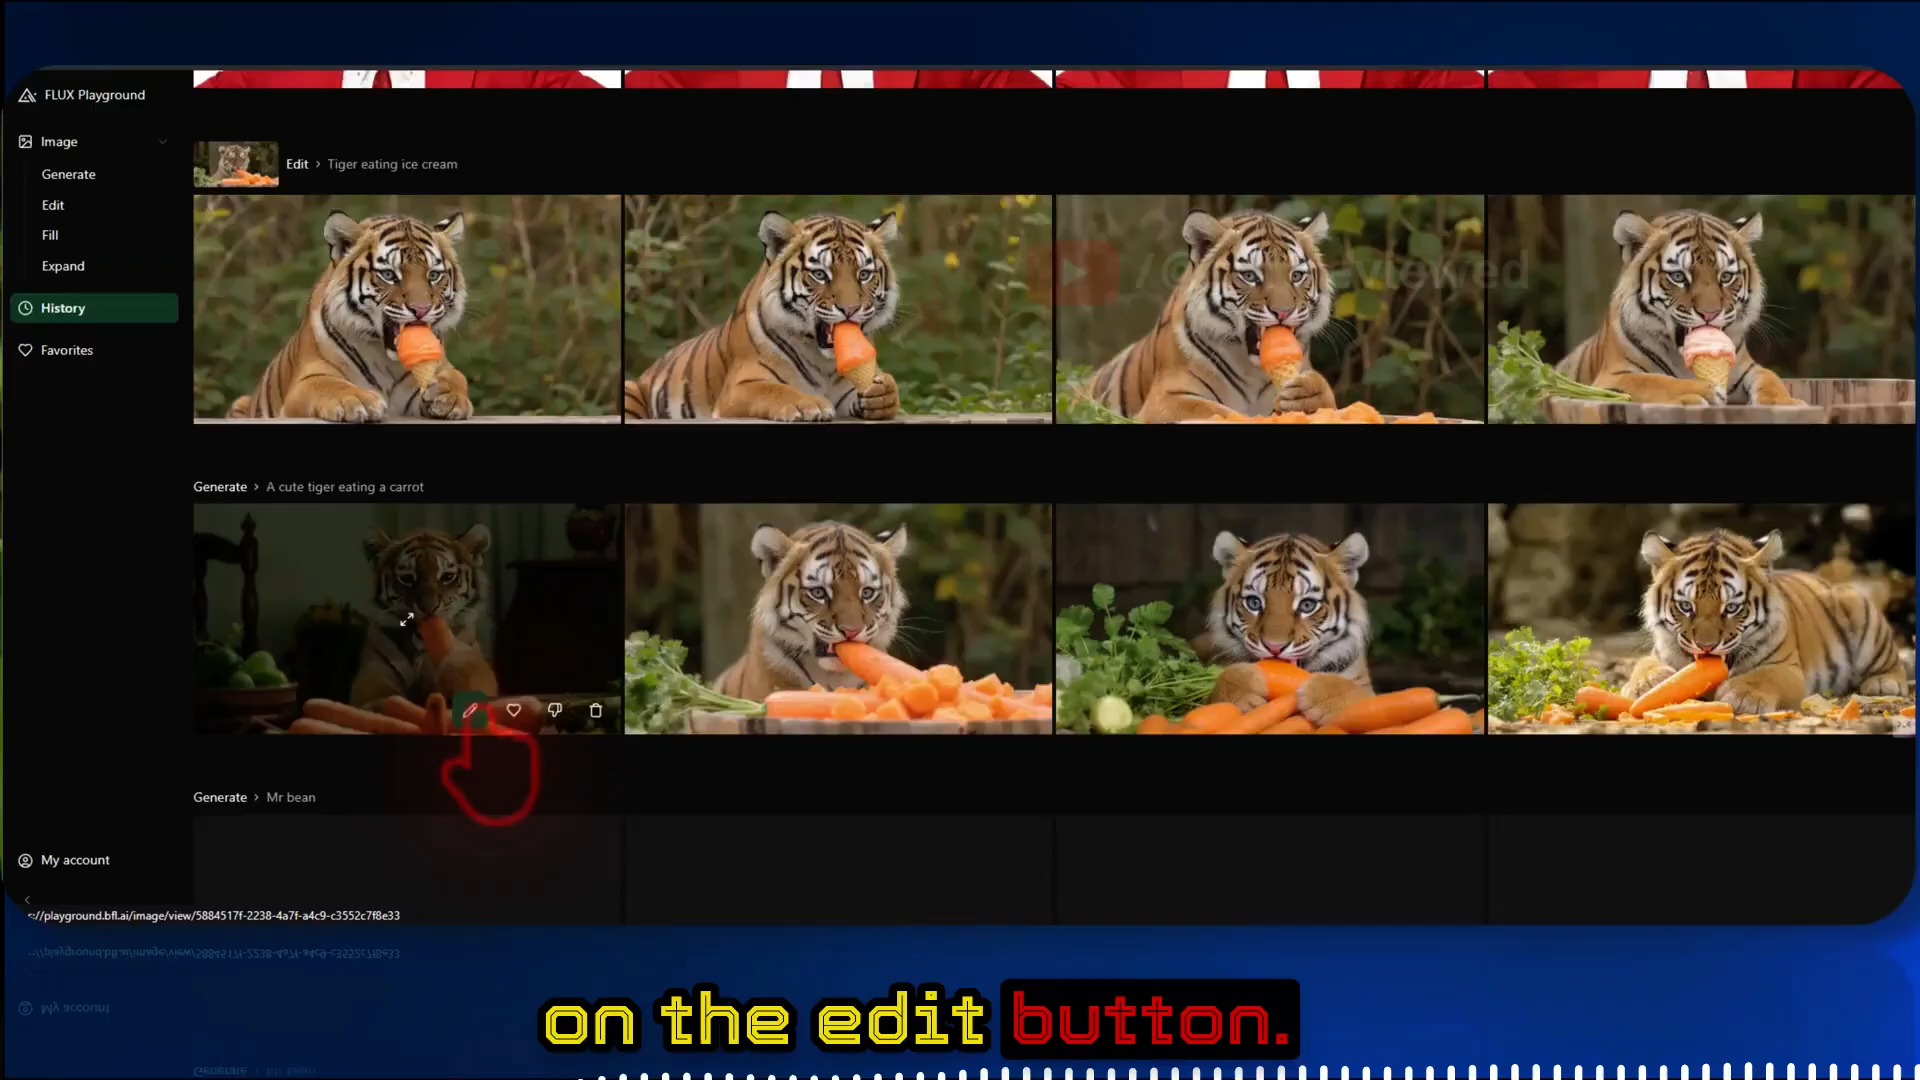 FLUX Playground
Image
Generate
Edit
Fill
Expand
History
Favorites
My account
Edit > Tiger eating ice cream
Generate > A cute tiger eating a carrot
Generate > Mr bean
://playground.bfl.ai/image/view/5884517f-2238-4a7f-a4c9-c3552c7f8e33
on the edit button.